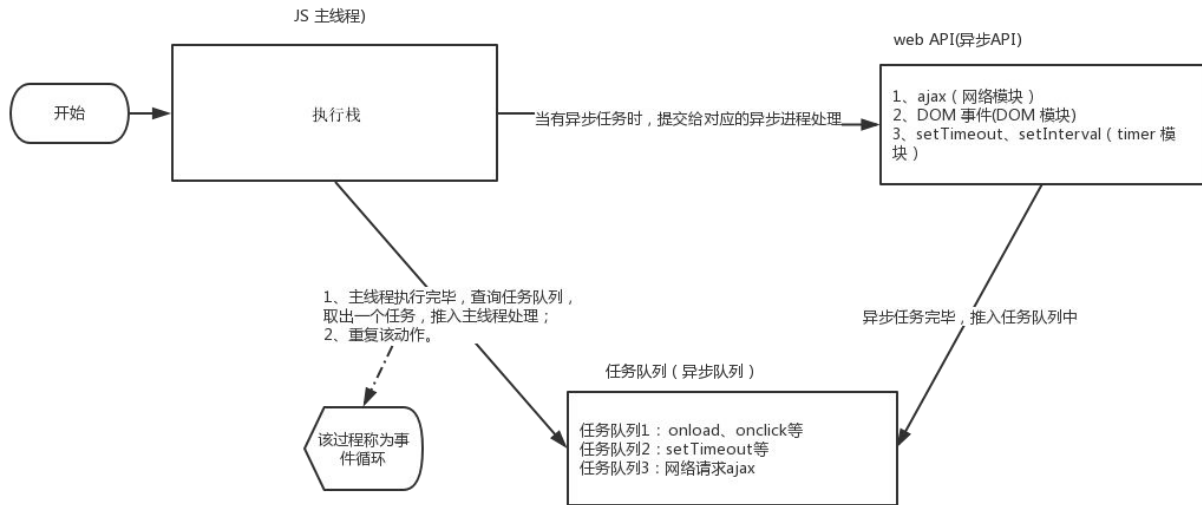 JS 主线程)
web API(异步API)
开始
执行栈
当有异步任务时，提交给对应的异步进程处理
1、ajax（网络模块）
2、DOM 事件(DOM 模块)
3、setTimeout、setInterval（timer 模
块）
1、主线程执行完毕，查询任务队列，
取出一个任务，推入主线程处理；
2、重复该动作。
异步任务完毕，推入任务队列中
任务队列（异步队列）
该过程称为事
件循环
任务队列1：onload、onclick等
任务队列2：setTimeout等
任务队列3：网络请求ajax